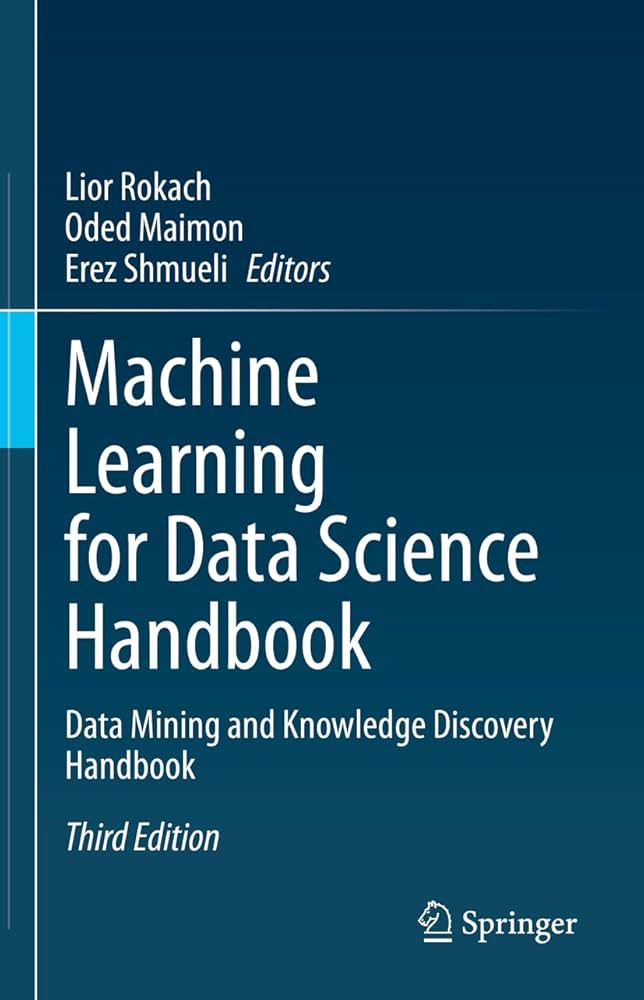 Lior Rokach
Oded Maimon
Erez Shmueli Editors
Machine
Learning
for Data Science
Handbook
Data Mining and Knowledge Discovery
Handbook
Third Edition
Springer